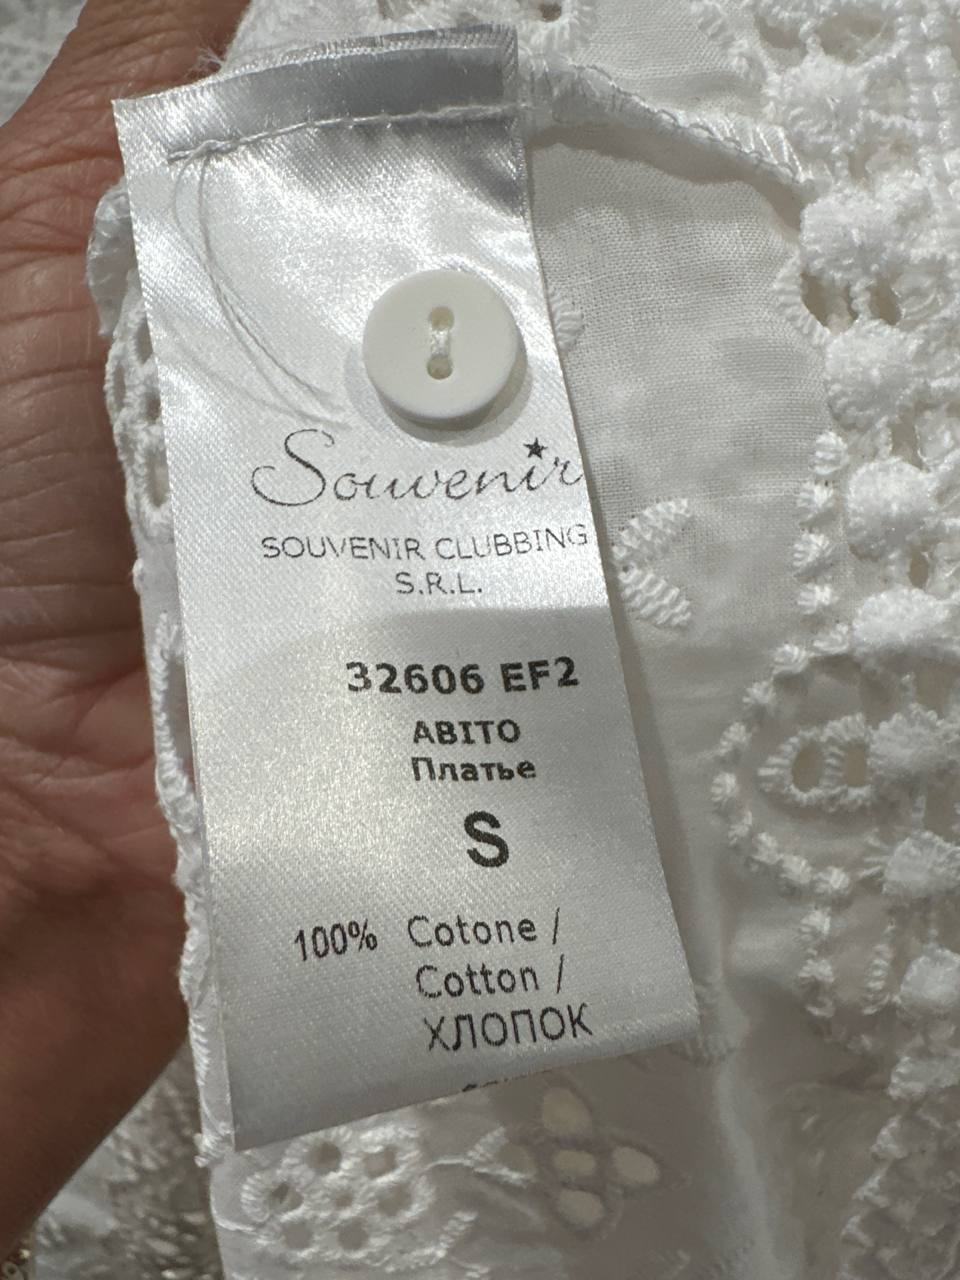 Souvenir
SOUVENIR CLUBBING
S.R.L.
32606 EF2
ABITO
Платье
S
100% Cotone /
Cotton /
ХЛОПОК